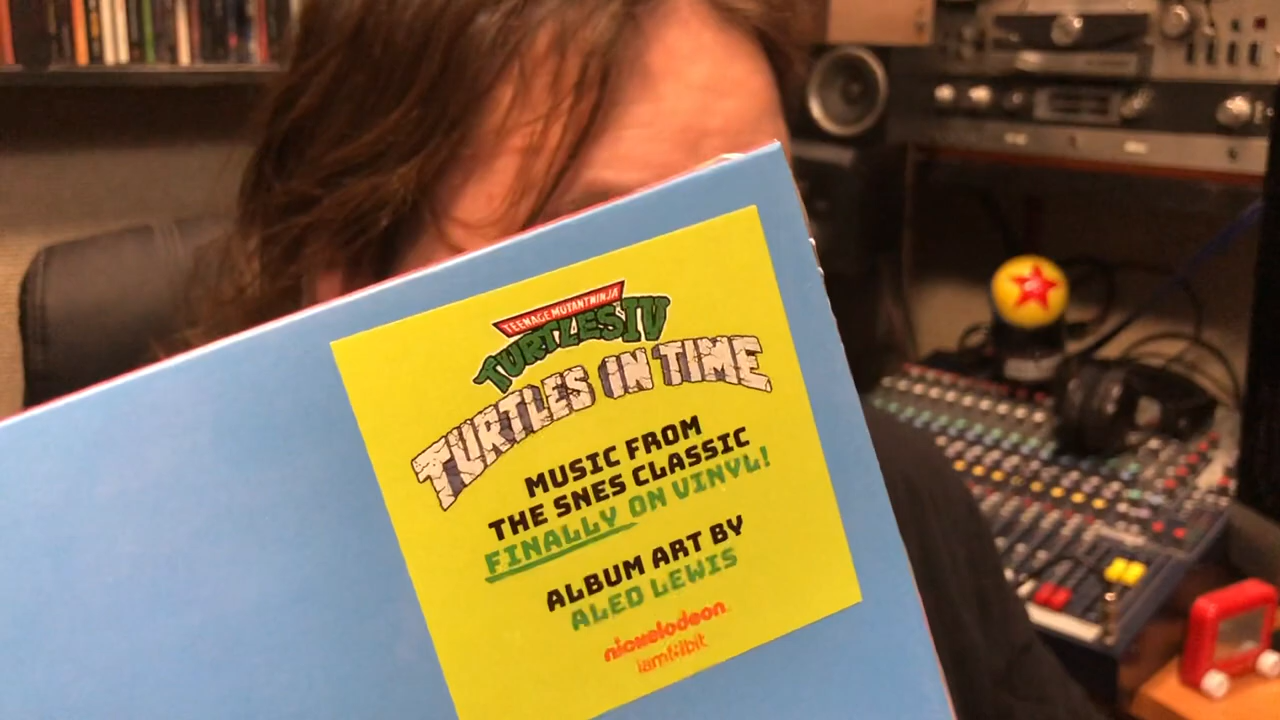 TEENAGE MUTANT NINJA
TURTLES IV
TURTLES IN TIME
MUSIC FROM
THE SNES CLASSIC
FINALLY ON VINYL!
ALBUM ART BY
ALED LEWIS
nickelodeon
iam8bit